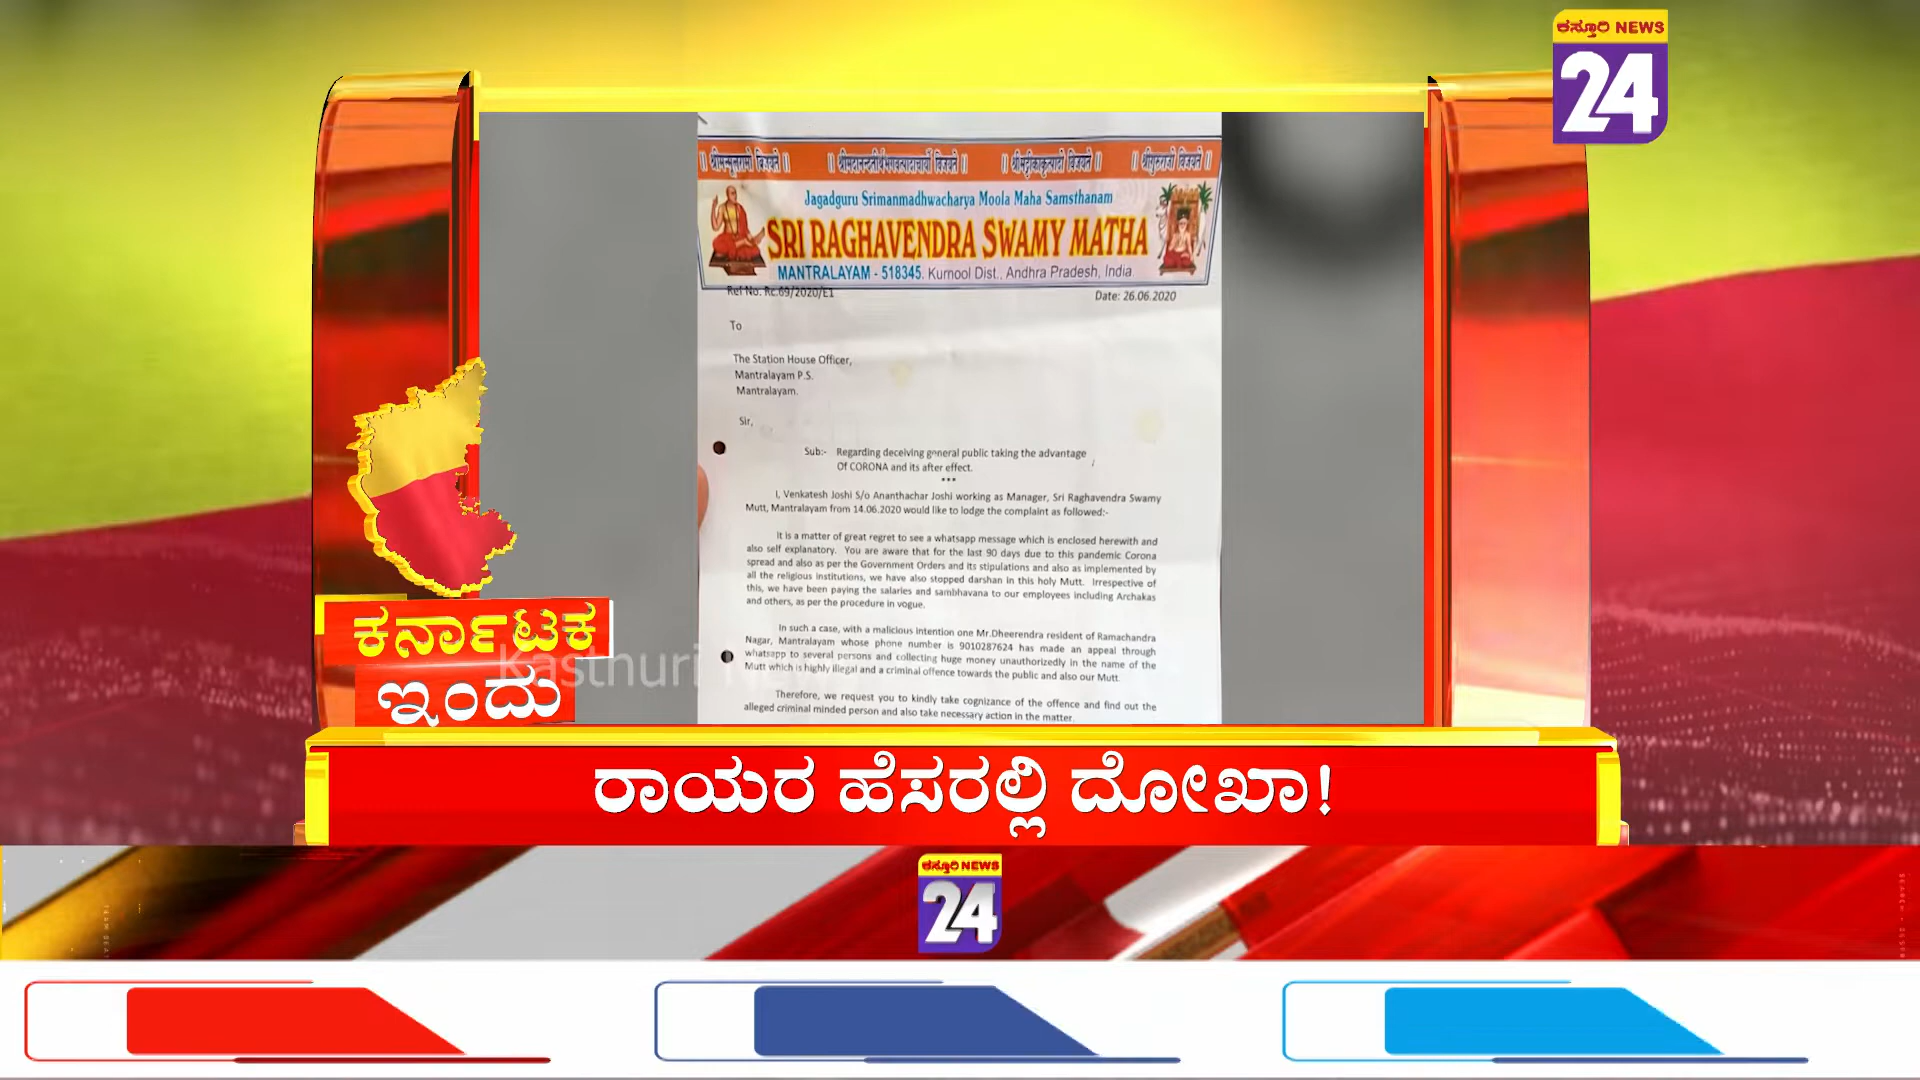 ಕಸ್ತೂರಿ NEWS
24
Jagadguru Srimanmadhwacharya Moola Maha Samsthanam
SRI RAGHAVENDRA SWAMY MATHA
MANTRALAYAM - 518345. Kurnool Dist., Andhra Pradesh, India
Ref No. Rc.69/2020/E1
Date: 26.06.2020
To
The Station House Officer,
Mantralayam P.S.
Mantralayam.
Sir,
Sub:- Regarding deceiving general public taking the advantage
Of CORONA and its after effect.
***
I, Venkatesh Joshi S/o Ananthachar Joshi working as Manager, Sri Raghavendra Swamy
Mutt, Mantralayam from 14.06.2020 would like to lodge the complaint as followed:-
It is a matter of great regret to see a whatsapp message which is enclosed herewith and
also self explanatory. You are aware that for the last 90 days due to this pandemic Corona
spread and also as per the Government Orders and its stipulations and also as implemented by
all the religious institutions, we have also stopped darshan in this holy Mutt. Irrespective of
this, we have been paying the salaries and sambhavana to our employees including Archakas
and others, as per the procedure in vogue.
In such a case, with a malicious intention one Mr.Dheerendra resident of Ramachandra
Nagar, Mantralayam whose phone number is 9010287624 has made an appeal through
whatsapp to several persons and collecting huge money unauthorizedly in the name of the
Mutt which is highly illegal and a criminal offence towards the public and also our Mutt.
Therefore, we request you to kindly take cognizance of the offence and find out the
alleged criminal minded person and also take necessary action in the matter.
Kasthuri
ಕರ್ನಾಟಕ
ಇಂದು
ರಾಯರ ಹೆಸರಲ್ಲಿ ದೋಖಾ!
ಕಸ್ತೂರಿ NEWS
24